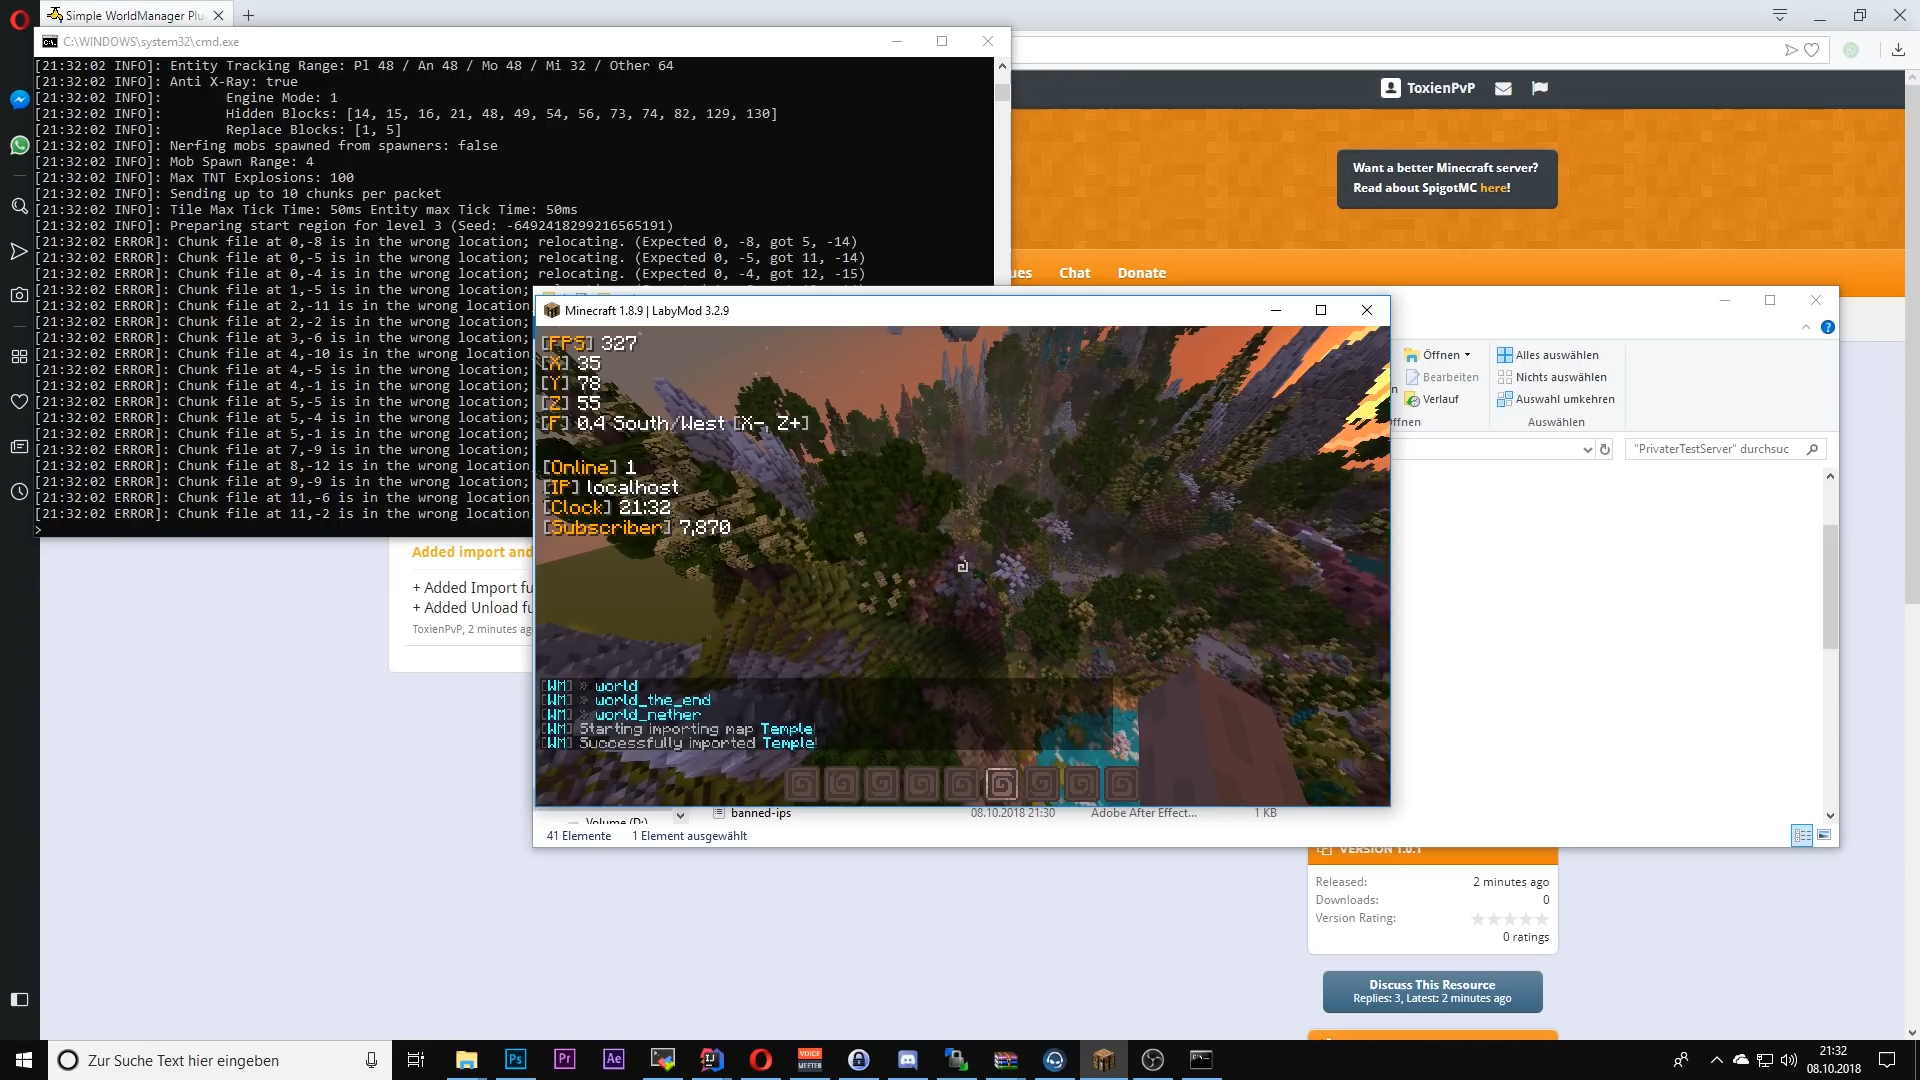 Simple WorldManager Plu
C:\WINDOWS\system32\cmd.exe
[21:32:02 INFO]: Entity Tracking Range: Pl 48 / An 48 / Mo 48 / Mi 32 / Other 64
[21:32:02 INFO]: Anti X-Ray: true
[21:32:02 INFO]: Engine Mode: 1
[21:32:02 INFO]: Hidden Blocks: [14, 15, 16, 21, 48, 49, 54, 56, 73, 74, 82, 129, 130]
[21:32:02 INFO]: Replace Blocks: [1, 5]
[21:32:02 INFO]: Nerfing mobs spawned from spawners: false
[21:32:02 INFO]: Mob Spawn Range: 4
[21:32:02 INFO]: Max TNT Explosions: 100
[21:32:02 INFO]: Sending up to 10 chunks per packet
[21:32:02 INFO]: Tile Max Tick Time: 50ms Entity max Tick Time: 50ms
[21:32:02 INFO]: Preparing start region for level 3 (Seed: -6492418299216565191)
[21:32:02 ERROR]: Chunk file at 0,-8 is in the wrong location; relocating. (Expected 0, -8, got 5, -14)
[21:32:02 ERROR]: Chunk file at 0,-5 is in the wrong location; relocating. (Expected 0, -5, got 11, -14)
[21:32:02 ERROR]: Chunk file at 0,-4 is in the wrong location; relocating. (Expected 0, -4, got 12, -15)
[21:32:02 ERROR]: Chunk file at 1,-5 is in the wrong location;
[21:32:02 ERROR]: Chunk file at 2,-11 is in the wrong location
[21:32:02 ERROR]: Chunk file at 2,-2 is in the wrong location;
[21:32:02 ERROR]: Chunk file at 3,-6 is in the wrong location;
[21:32:02 ERROR]: Chunk file at 4,-10 is in the wrong location
[21:32:02 ERROR]: Chunk file at 4,-5 is in the wrong location;
[21:32:02 ERROR]: Chunk file at 4,-1 is in the wrong location;
[21:32:02 ERROR]: Chunk file at 5,-5 is in the wrong location;
[21:32:02 ERROR]: Chunk file at 5,-4 is in the wrong location;
[21:32:02 ERROR]: Chunk file at 5,-1 is in the wrong location;
[21:32:02 ERROR]: Chunk file at 7,-9 is in the wrong location;
[21:32:02 ERROR]: Chunk file at 8,-12 is in the wrong location
[21:32:02 ERROR]: Chunk file at 9,-9 is in the wrong location;
[21:32:02 ERROR]: Chunk file at 11,-6 is in the wrong location
[21:32:02 ERROR]: Chunk file at 11,-2 is in the wrong location
>
ToxienPvP
Want a better Minecraft server?
Read about SpigotMC here!
ues Chat Donate
Minecraft 1.8.9 | LabyMod 3.2.9
[FPS] 327
[X] 35
[Y] 78
[Z] 55
[F] 0.4 South/West [X-, Z+]
[Online] 1
[IP] localhost
[Clock] 21:32
[Subscriber] 7,870
[WM] » world
[WM] » world_the_end
[WM] » world_nether
[WM] Starting importing map Temple!
[WM] Successfully imported Temple!
Öffnen
Bearbeiten
Verlauf
ffnen
Alles auswählen
Nichts auswählen
Auswahl umkehren
Auswählen
"PrivaterTestServer" durchsuc
Added import and
+ Added Import fu
+ Added Unload fu
ToxienPvP, 2 minutes ag
Volume (D:)
banned-ips 08.10.2018 21:30 Adobe After Effect... 1 KB
41 Elemente 1 Element ausgewählt
VERSION 1.0.1
Released: 2 minutes ago
Downloads: 0
Version Rating:
0 ratings
Discuss This Resource
Replies: 3, Latest: 2 minutes ago
Zur Suche Text hier eingeben
Ps
Pr
Ae
VOICE
MEETER
21:32
08.10.2018